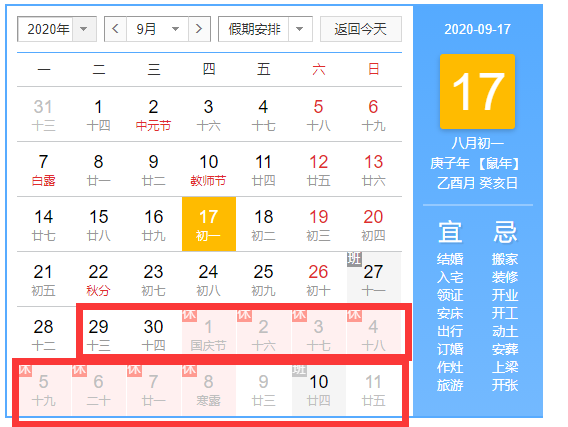 2020年 9月 假期安排 返回今天
一 二 三 四 五 六 日
31 1 2 3 4 5 6
十三 十四 中元节 十六 十七 十八 十九
7 8 9 10 11 12 13
白露 廿一 廿二 教师节 廿四 廿五 廿六
14 15 16 17 18 19 20
廿七 廿八 廿九 初一 初二 初三 初四
班
21 22 23 24 25 26 27
初五 秋分 初七 初八 初九 初十 十一
休 休 休 休
28 29 30 1 2 3 4
十二 十三 十四 国庆节 十六 十七 十八
休 休 休 休 班
5 6 7 8 9 10 11
十九 二十 廿一 寒露 廿三 廿四 廿五
2020-09-17
17
八月初一
庚子年 【鼠年】
乙酉月 癸亥日
宜 忌
结婚 搬家
入宅 装修
领证 开业
安床 开工
出行 动土
订婚 安葬
作灶 上梁
旅游 开张